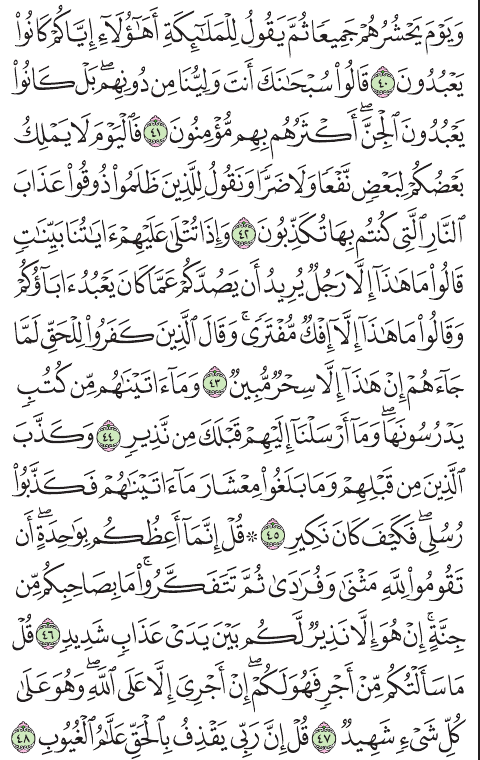 وَيَوْمَ يَحْشُرُهُمْ جَمِيعًا ثُمَّ يَقُولُ لِلْمَلَـٰٓئِكَةِ أَهَـٰٓؤُلَآءِ إِيَّاكُمْ كَانُوا۟
يَعْبُدُونَ ٤٠ قَالُوا۟ سُبْحَـٰنَكَ أَنتَ وَلِيُّنَا مِن دُونِهِم ۖ بَلْ كَانُوا۟
يَعْبُدُونَ ٱلْجِنَّ ۖ أَكْثَرُهُم بِهِم مُّؤْمِنُونَ ٤١ فَٱلْيَوْمَ لَا يَمْلِكُ
بَعْضُكُمْ لِبَعْضٍ نَّفْعًا وَلَا ضَرًّا وَنَقُولُ لِلَّذِينَ ظَلَمُوا۟ ذُوقُوا۟ عَذَابَ
ٱلنَّارِ ٱلَّتِى كُنتُم بِهَا تُكَذِّبُونَ ٤٢ وَإِذَا تُتْلَىٰ عَلَيْهِمْ ءَايَـٰتُنَا بَيِّنَـٰتٍ
قَالُوا۟ مَا هَـٰذَآ إِلَّا رَجُلٌ يُرِيدُ أَن يَصُدَّكُمْ عَمَّا كَانَ يَعْبُدُ ءَابَآؤُكُمْ
وَقَالُوا۟ مَا هَـٰذَآ إِلَّآ إِفْكٌ مُّفْتَرًى ۚ وَقَالَ ٱلَّذِينَ كَفَرُوا۟ لِلْحَقِّ لَمَّا
جَآءَهُمْ إِنْ هَـٰذَآ إِلَّا سِحْرٌ مُّبِينٌ ٤٣ وَمَآ ءَاتَيْنَـٰهُم مِّن كُتُبٍ
يَدْرُسُونَهَا ۖ وَمَآ أَرْسَلْنَآ إِلَيْهِمْ قَبْلَكَ مِن نَّذِيرٍ ٤٤ وَكَذَّبَ
ٱلَّذِينَ مِن قَبْلِهِمْ وَمَا بَلَغُوا۟ مِعْشَارَ مَآ ءَاتَيْنَـٰهُمْ فَكَذَّبُوا۟
رُسُلِى ۖ فَكَيْفَ كَانَ نَكِيرِ ٤٥ ۞ قُلْ إِنَّمَآ أَعِظُكُم بِوَٰحِدَةٍ ۖ أَن
تَقُومُوا۟ لِلَّهِ مَثْنَىٰ وَفُرَٰدَىٰ ثُمَّ تَتَفَكَّرُوا۟ ۚ مَا بِصَاحِبِكُم مِّن
جِنَّةٍ ۚ إِنْ هُوَ إِلَّا نَذِيرٌ لَّكُم بَيْنَ يَدَىْ عَذَابٍ شَدِيدٍ ٤٦ قُلْ
مَا سَأَلْتُكُم مِّنْ أَجْرٍ فَهُوَ لَكُمْ ۖ إِنْ أَجْرِىَ إِلَّا عَلَى ٱللَّهِ ۖ وَهُوَ عَلَىٰ
كُلِّ شَىْءٍ شَهِيدٌ ٤٧ قُلْ إِنَّ رَبِّى يَقْذِفُ بِٱلْحَقِّ عَلَّـٰمُ ٱلْغُيُوبِ ٤٨